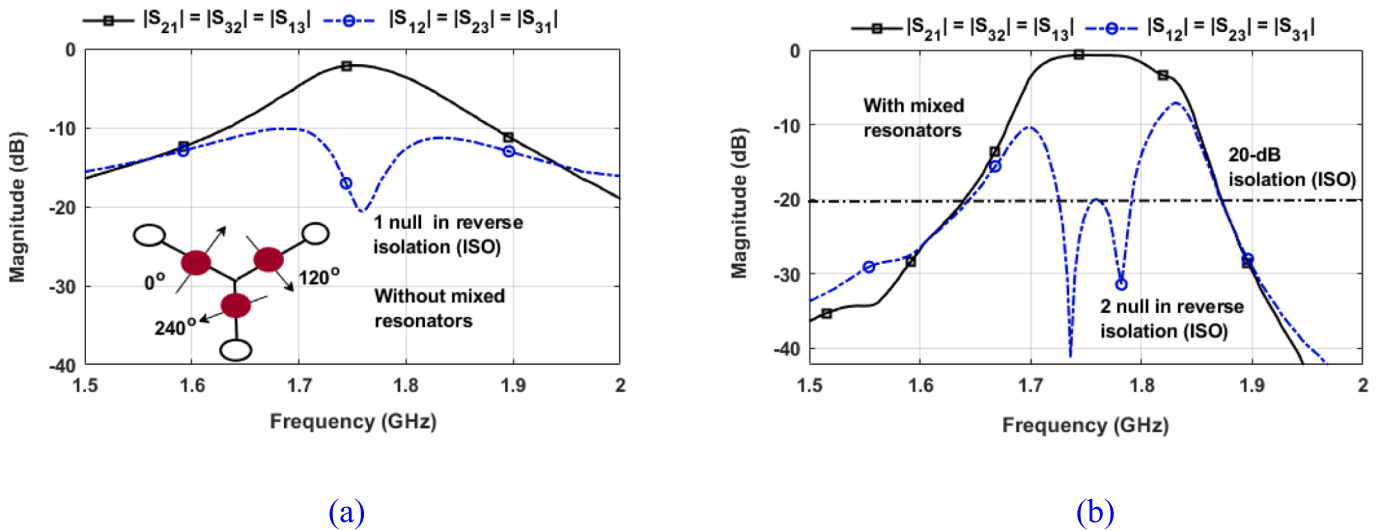 |S21| = |S32| = |S13|   |S12| = |S23| = |S31|
0
-10
-20
-30
-40
Magnitude (dB)
1 null in reverse
isolation (ISO)
0o
120o
240o
Without mixed
resonators
1.5 1.6 1.7 1.8 1.9 2
Frequency (GHz)
(a)
|S21| = |S32| = |S13|   |S12| = |S23| = |S31|
0
-10
-20
-30
-40
Magnitude (dB)
With mixed
resonators
20-dB
isolation (ISO)
2 null in reverse
isolation (ISO)
1.5 1.6 1.7 1.8 1.9 2
Frequency (GHz)
(b)